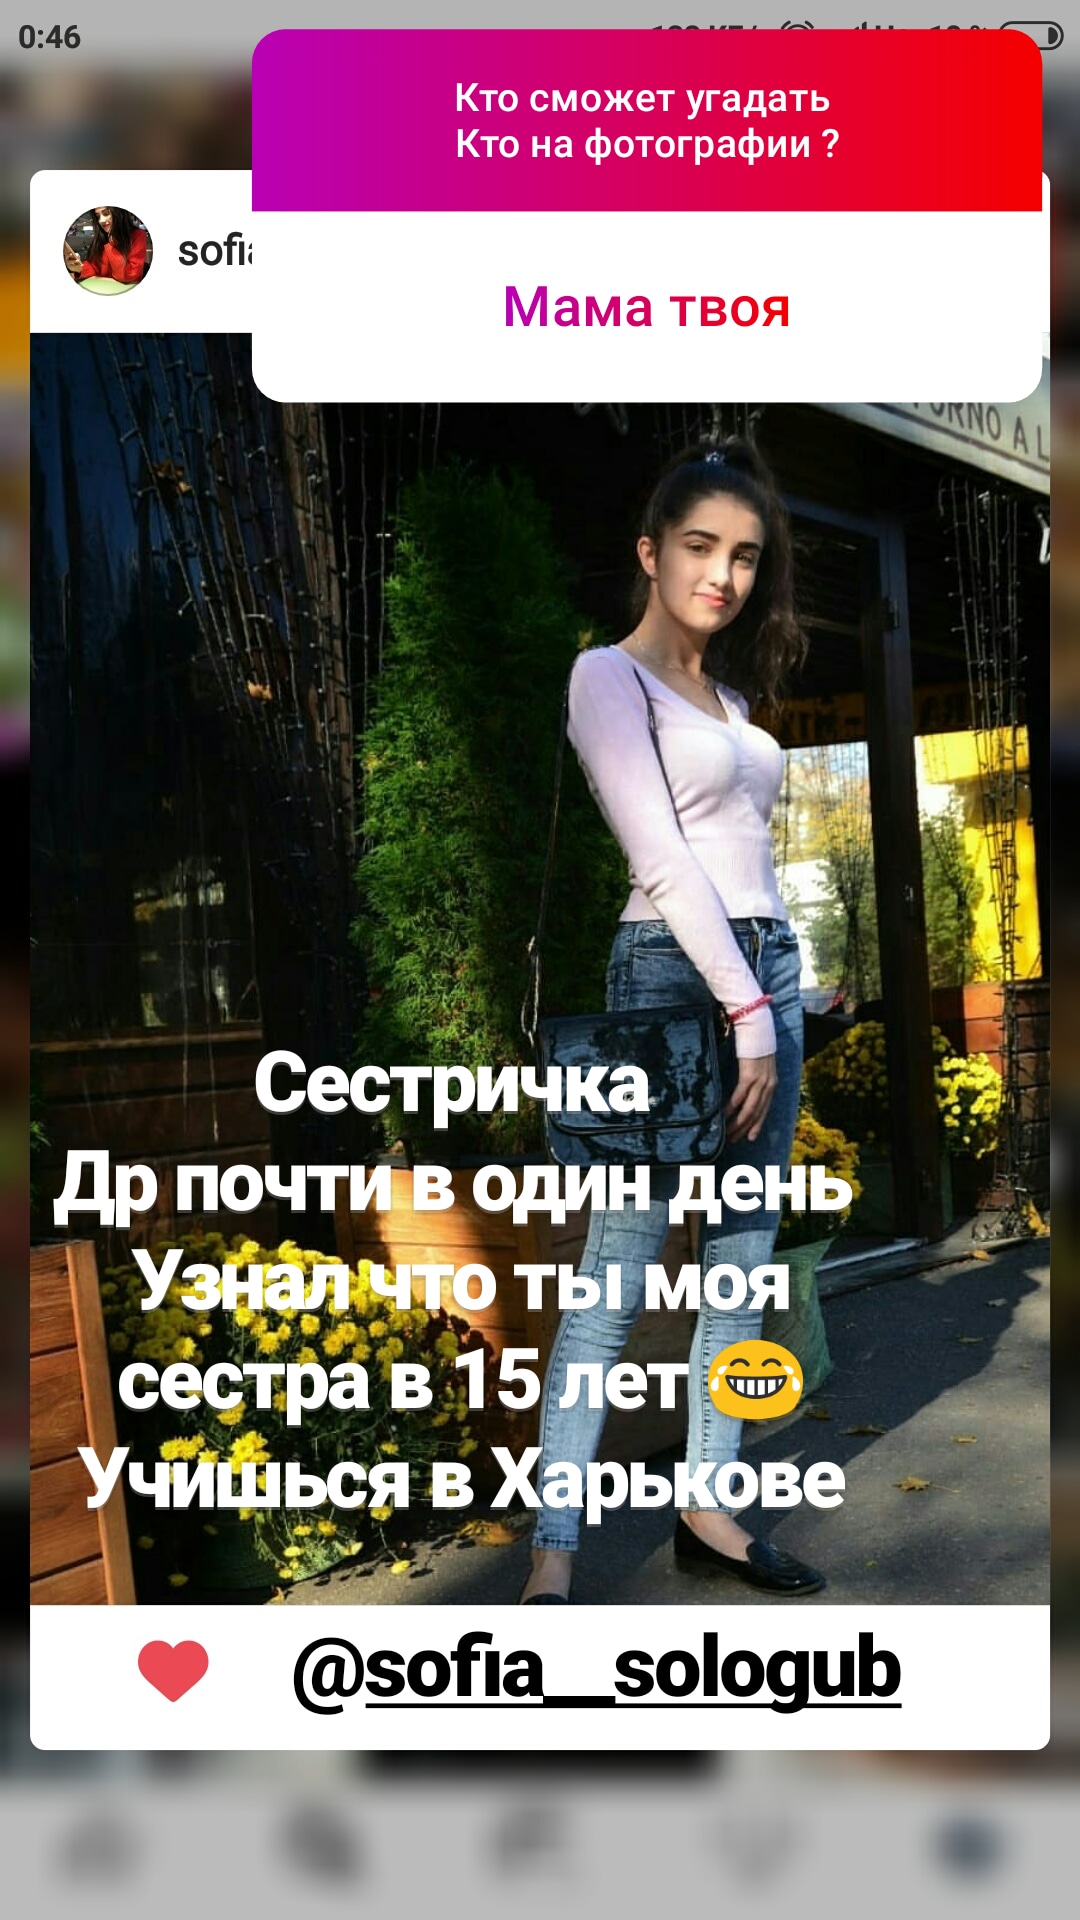 0:46
Кто сможет угадать
Кто на фотографии ?
Мама твоя
Сестричка
Др почти в один день
Узнал что ты моя
сестра в 15 лет 😂
Учишься в Харькове
@sofia__sologub